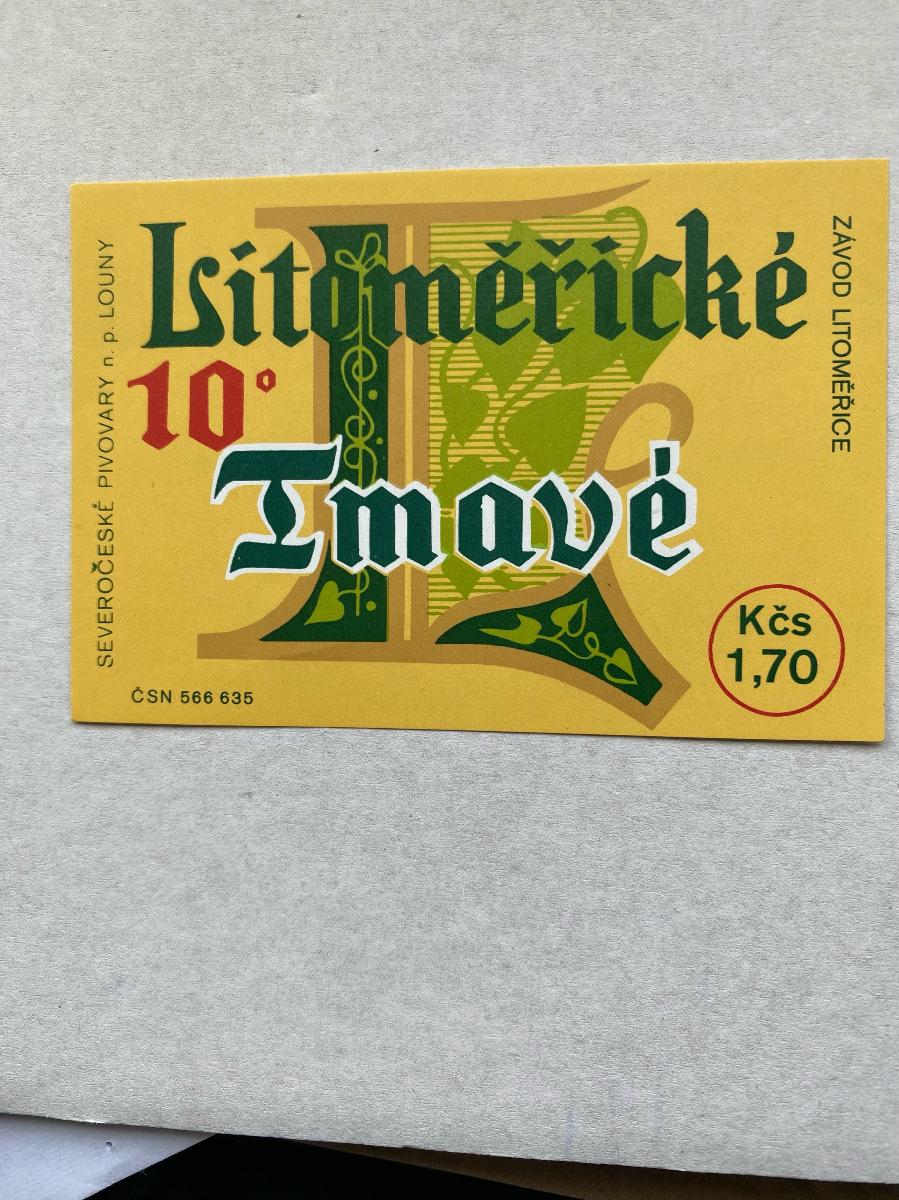 Litoměřické
10°
Tmavé
SEVEROČESKÉ PIVOVARY n. p. LOUNY
ZÁVOD LITOMĚŘICE
ČSN 566 635
Kčs
1,70